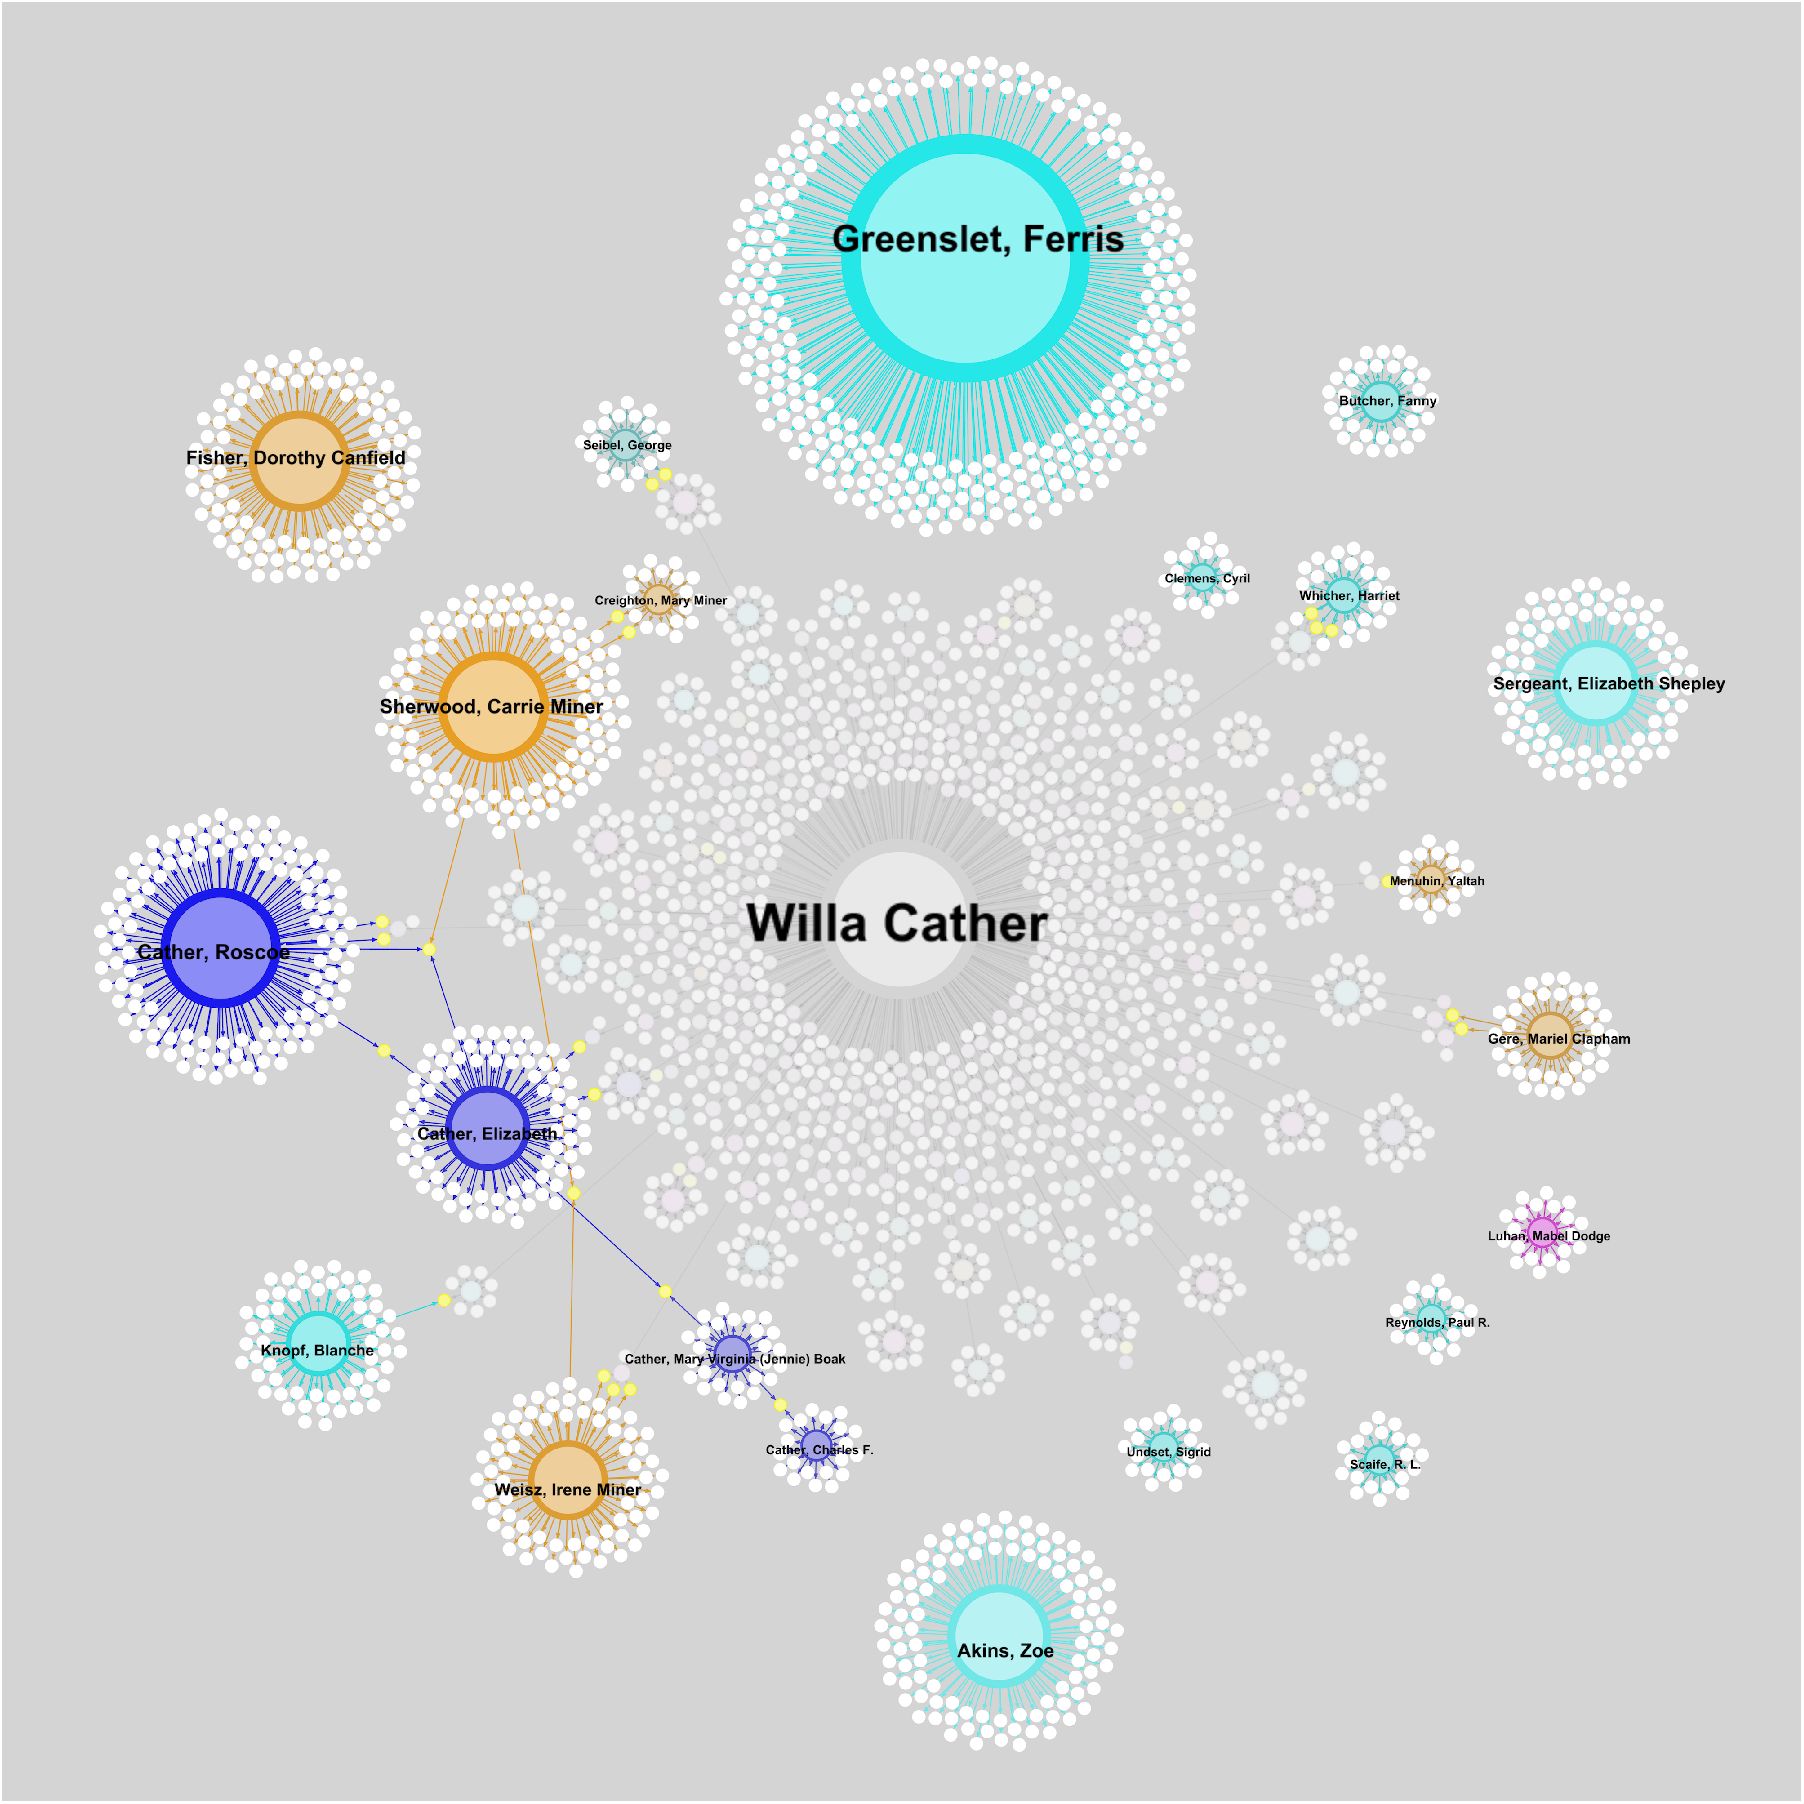 Greenslet, Ferris
Butcher, Fanny
Seibel, George
Fisher, Dorothy Canfield
Clemens, Cyril
Whicher, Harriet
Creighton, Mary Miner
Sergeant, Elizabeth Shepley
Sherwood, Carrie Miner
Menuhin, Yaltah
Willa Cather
Cather, Roscoe
Gere, Mariel Clapham
Cather, Elizabeth
Luhan, Mabel Dodge
Reynolds, Paul R.
Knopf, Blanche
Cather, Mary Virginia (Jennie) Boak
Cather, Charles F.
Undset, Sigrid
Scaife, R. L.
Weisz, Irene Miner
Akins, Zoe